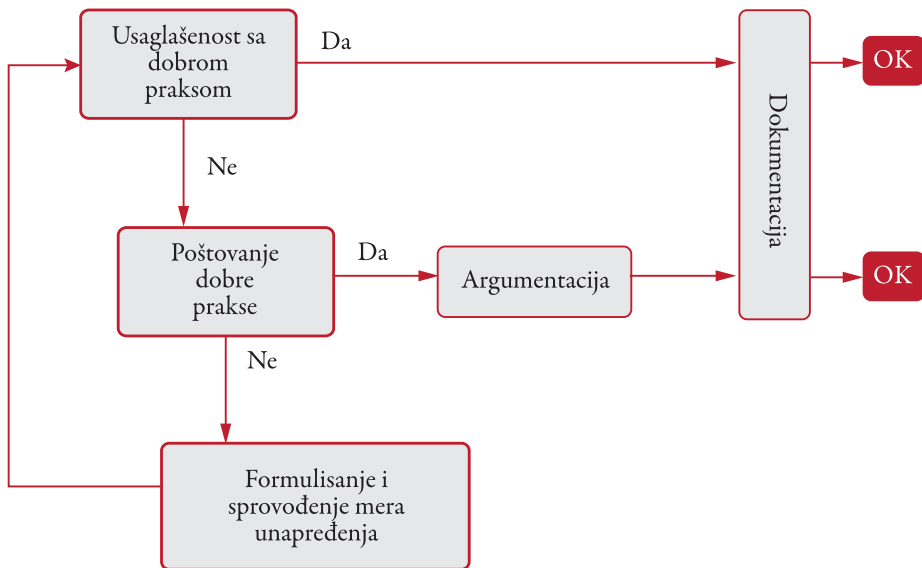 Usaglašenost sa
dobrom
praksom
Da
Dokumentacija
OK
Ne
Poštovanje
dobre
prakse
Da
Argumentacija
OK
Ne
Formulisanje i
sprovođenje mera
unapređenja